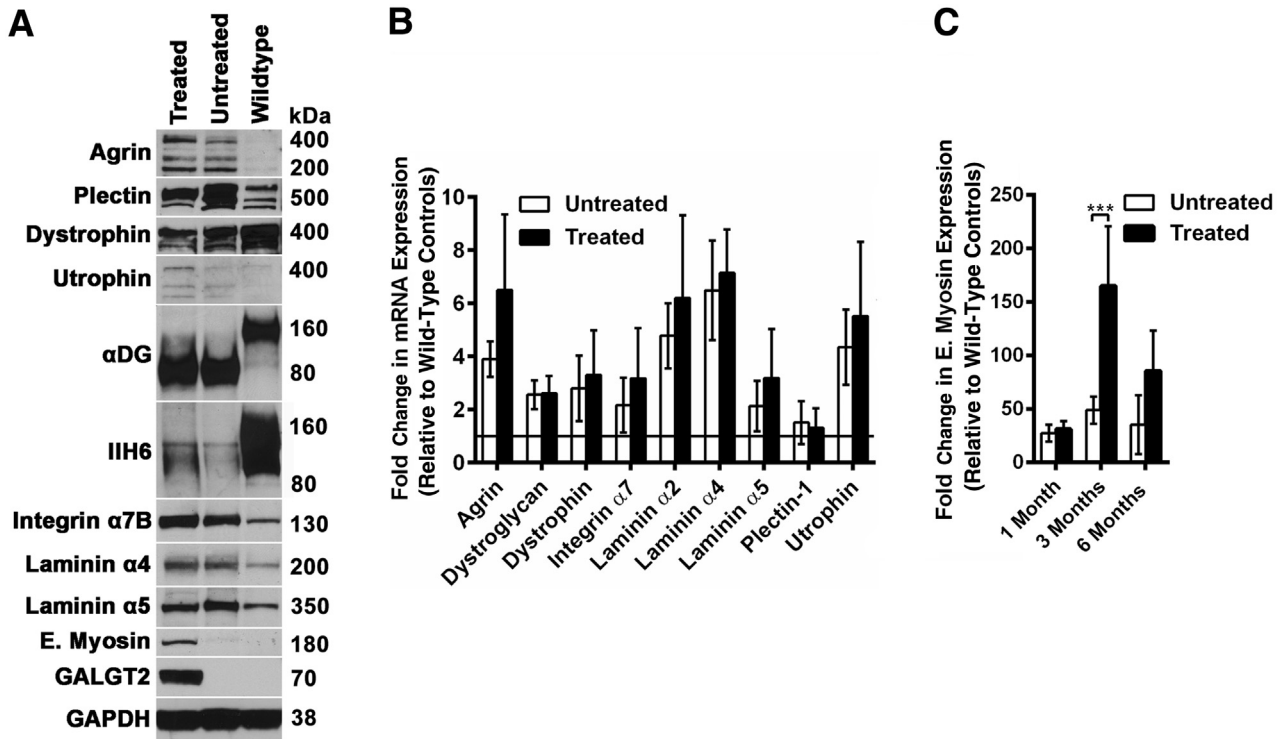 A
Treated
Untreated
Wildtype
kDa
Agrin
400
200
Plectin
500
Dystrophin
400
Utrophin
400
αDG
160
80
IIH6
160
80
Integrin α7B
130
Laminin α4
200
Laminin α5
350
E. Myosin
180
GALGT2
70
GAPDH
38
B
Fold Change in mRNA Expression
(Relative to Wild-Type Controls)
10
8
6
4
2
0
Untreated
Treated
Agrin
Dystroglycan
Dystrophin
Integrin α7
Laminin α2
Laminin α4
Laminin α5
Plectin-1
Utrophin
C
Fold Change in E. Myosin Expression
(Relative to Wild-Type Controls)
250
200
150
100
50
0
***
Untreated
Treated
1 Month
3 Months
6 Months